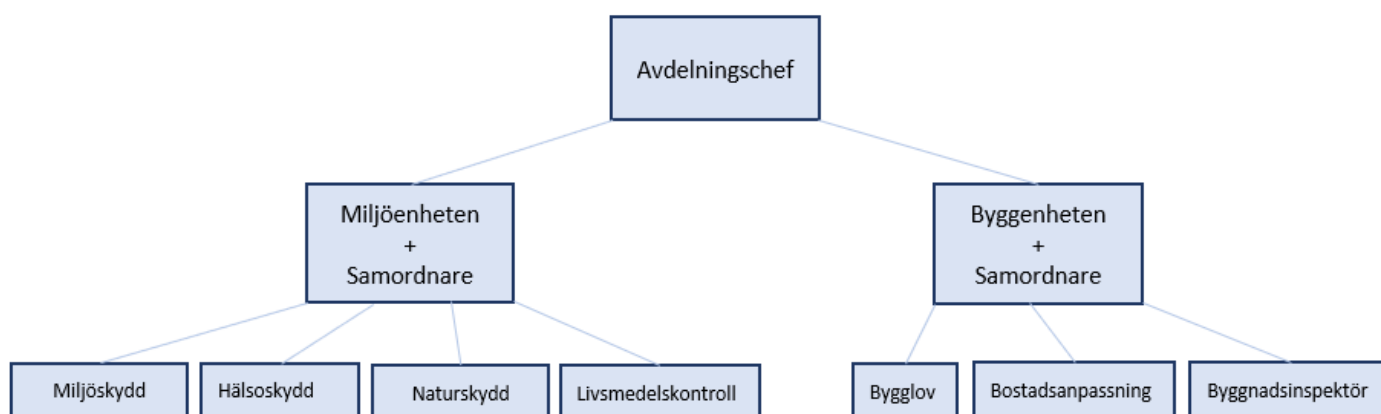 Avdelningschef
Miljöenheten
+
Samordnare
Byggenheten
+
Samordnare
Miljöskydd
Hälsoskydd
Naturskydd
Livsmedelskontroll
Bygglov
Bostadsanpassning
Byggnadsinspektör